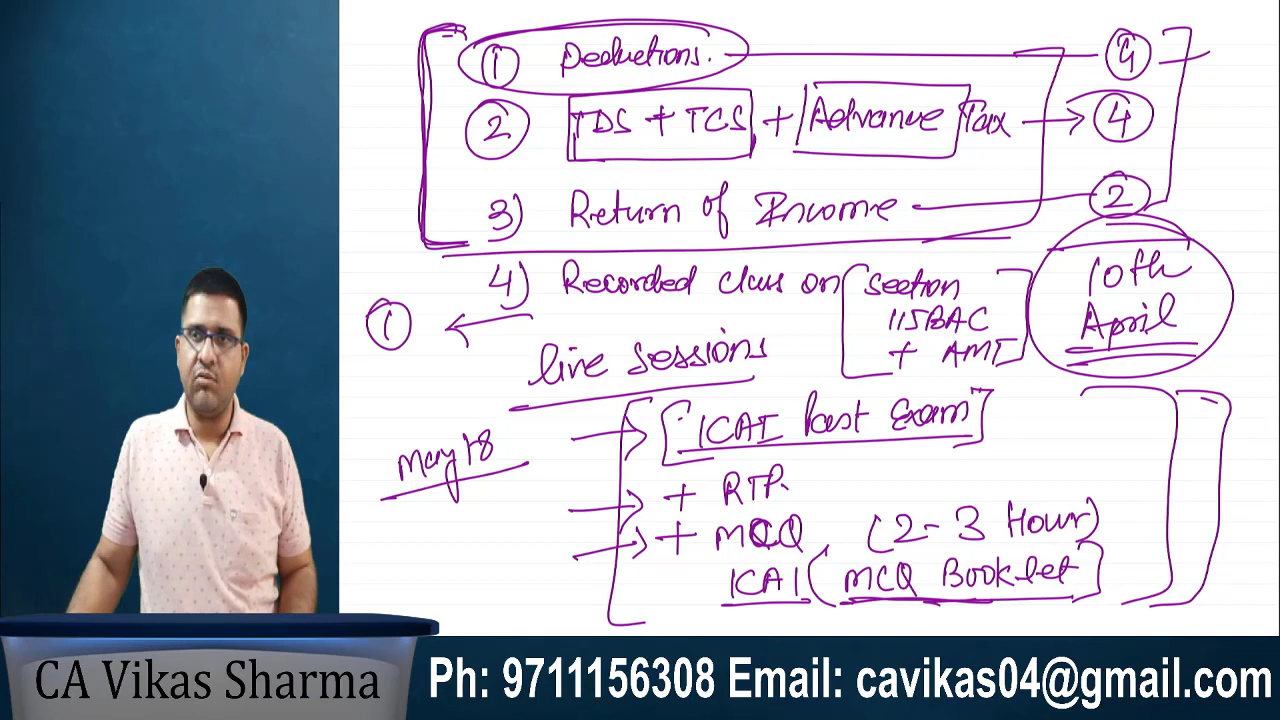 ① Deductions. ④
② TDS + TCS + Advance Tax → ④
3) Return of Income ②
4) Recorded class on section
115BAC
+ AMT
10th
April
①
live sessions
ICAI Past Exam
May 18
+ RTP.
+ MCQ (2-3 Hour)
ICAI (MCQ Booklet)
CA Vikas Sharma
Ph: 9711156308 Email: cavikas04@gmail.com